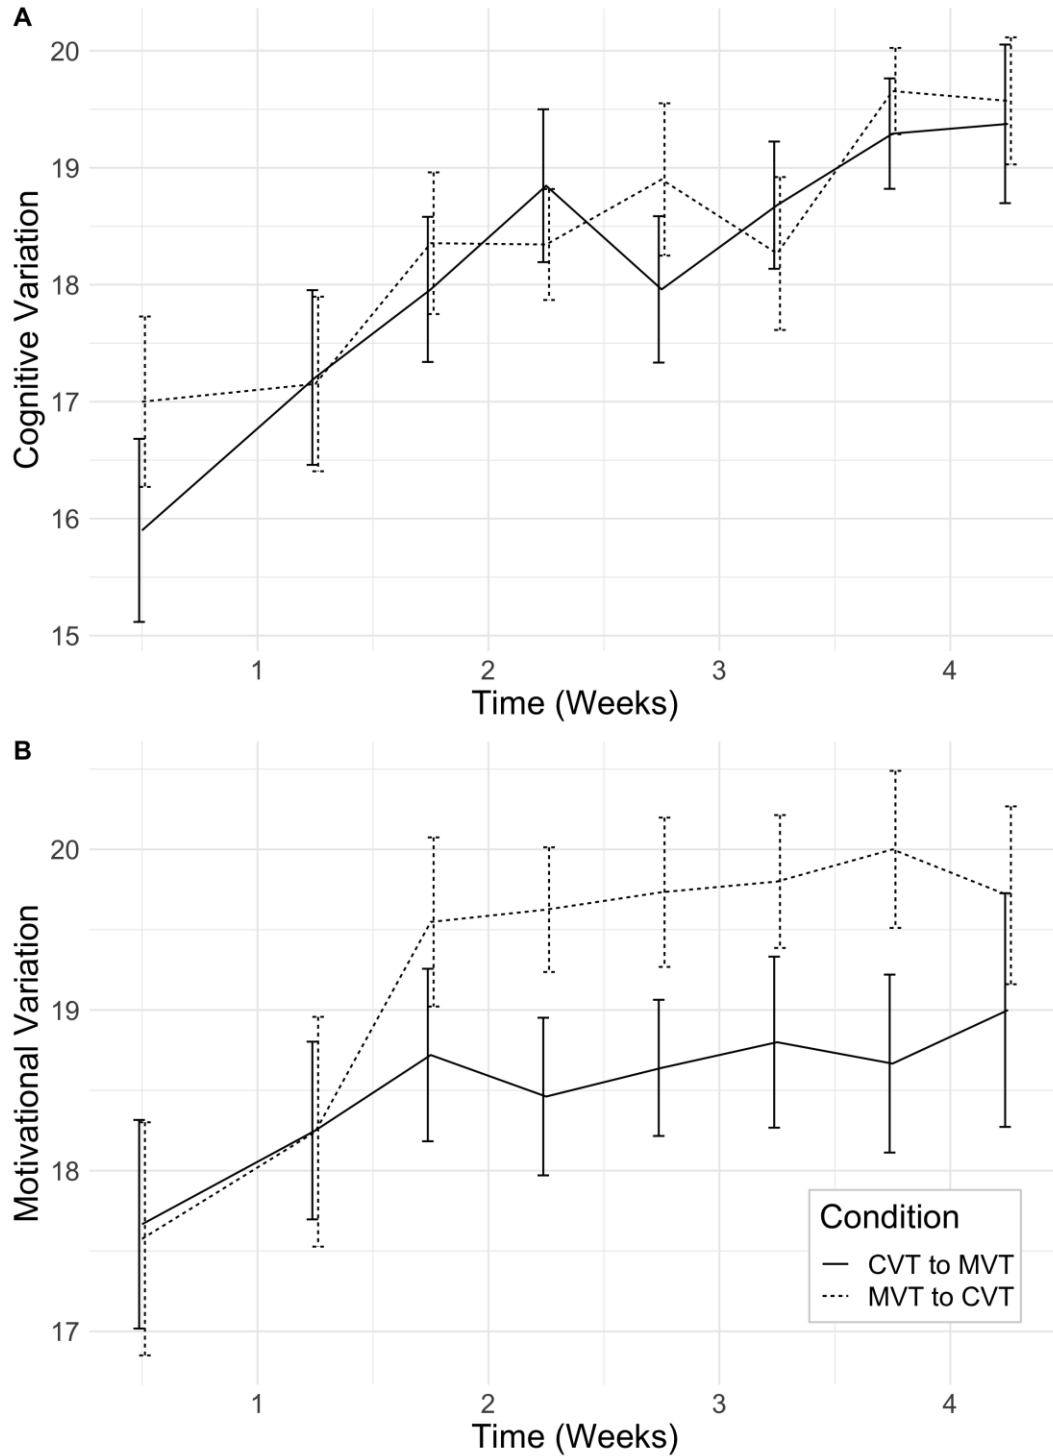 A
20
19
18
17
16
15
Cognitive Variation
1 2 3 4
Time (Weeks)
B
20
19
18
17
Motivational Variation
Condition
CVT to MVT
MVT to CVT
1 2 3 4
Time (Weeks)